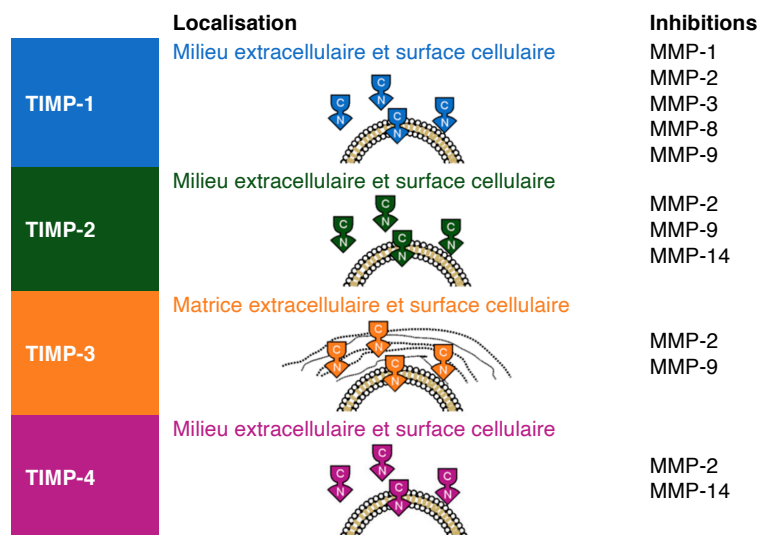 Localisation
Inhibitions
TIMP-1
Milieu extracellulaire et surface cellulaire
C
N
C
N
C
N
C
N
MMP-1
MMP-2
MMP-3
MMP-8
MMP-9
TIMP-2
Milieu extracellulaire et surface cellulaire
C
N
C
N
C
N
C
N
MMP-2
MMP-9
MMP-14
TIMP-3
Matrice extracellulaire et surface cellulaire
C
N
C
N
C
N
C
N
MMP-2
MMP-9
TIMP-4
Milieu extracellulaire et surface cellulaire
C
N
C
N
C
N
C
N
MMP-2
MMP-14